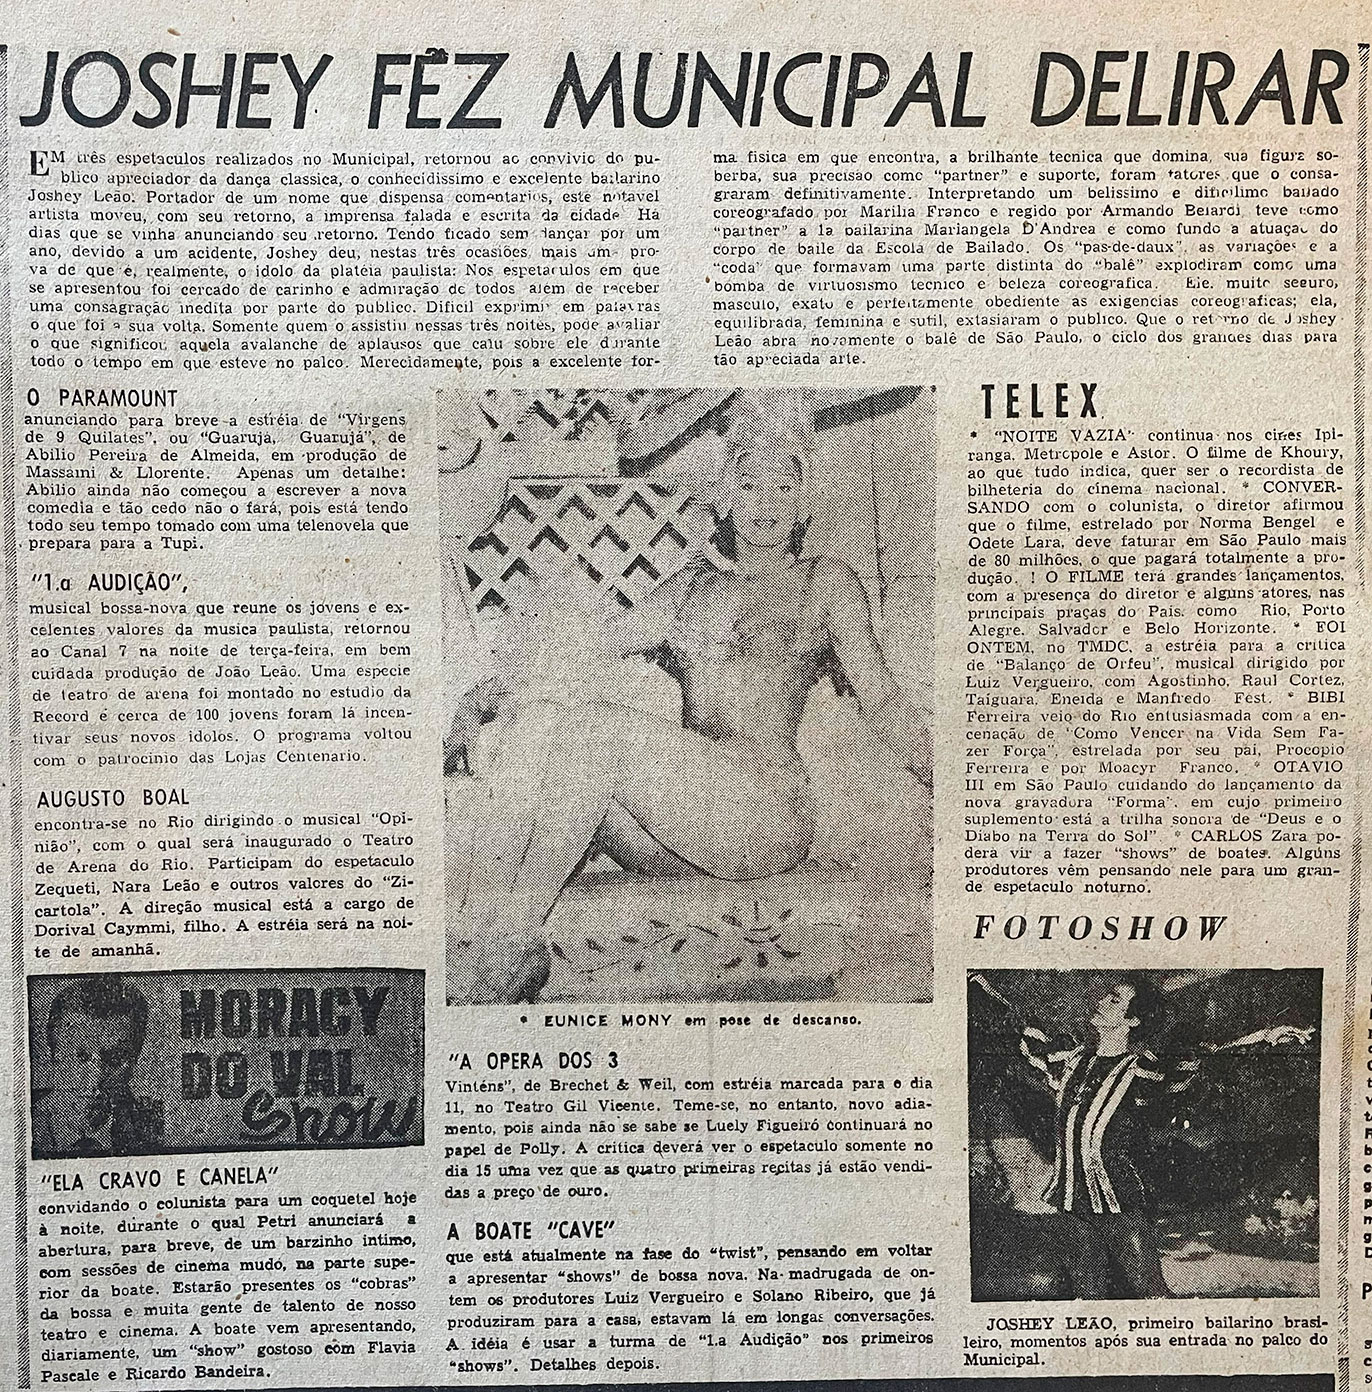 JOSHEY FÊZ MUNICIPAL DELIRAR
EM três espetaculos realizados no Municipal, retornou ao convivio do pu-
blico apreciador da dança classica, o conhecidissimo e excelente bailarino
Joshey Leão. Portador de um nome que dispensa comentarios, este notavel
artista moveu, com seu retorno, a imprensa falada e escrita da cidade. Há
dias que se vinha anunciando seu retorno. Tendo ficado sem dançar por um
ano, devido a um acidente, Joshey deu, nestas três ocasiões, mais uma pro-
va de que é, realmente, o idolo da platéia paulista: Nos espetaculos em que
se apresentou foi cercado de carinho e admiração de todos além de receber
uma consagração inedita por parte do publico. Dificil exprimir em palavras
o que foi a sua volta. Somente quem o assistiu nessas três noites, pode avaliar
o que significou aquela avalanche de aplausos que caiu sobre ele durante
todo o tempo em que esteve no palco. Merecidamente, pois a excelente for-
ma fisica em que encontra, a brilhante tecnica que domina, sua figura so-
berba, sua precisão como "partner" e suporte, foram fatores que o consa-
graram definitivamente. Interpretando um belissimo e dificilimo bailado
coreografado por Marilia Franco e regido por Armando Belardi, teve como
"partner" a la bailarina Mariangela D'Andrea e como fundo a atuação do
corpo de baile da Escola de Bailado. Os "pas-de-daux", as variações e a
"coda" que formavam uma parte distinta do "balê" explodiram como uma
bomba de virtuosismo tecnico e beleza coreografica. Ele, muito seguro,
masculo, exato e perfeitamente obediente as exigencias coreograficas; ela,
equilibrada, feminina e sutil, extasiaram o publico. Que o retorno de Joshey
Leão abra novamente o balê de São Paulo, o ciclo dos grandes dias para
tão apreciada arte.
O PARAMOUNT
anunciando para breve a estréia de "Virgens
de 9 Quilates", ou "Guarujá, Guarujá", de
Abilio Pereira de Almeida, em produção de
Massaini & Llorente. Apenas um detalhe:
Abilio ainda não começou a escrever a nova
comedia e tão cedo não o fará, pois está tendo
todo seu tempo tomado com uma telenovela que
prepara para a Tupi.
"1.a AUDIÇÃO",
musical bossa-nova que reune os jovens e ex-
celentes valores da musica paulista, retornou
ao Canal 7 na noite de terça-feira, em bem
cuidada produção de João Leão. Uma especie
de teatro de arena foi montado no estudio da
Record e cerca de 100 jovens foram lá incen-
tivar seus novos idolos. O programa voltou
com o patrocinio das Lojas Centenario.
AUGUSTO BOAL
encontra-se no Rio dirigindo o musical "Opi-
nião", com o qual será inaugurado o Teatro
de Arena do Rio. Participam do espetaculo
Zequeti, Nara Leão e outros valores do "Zi-
cartola". A direção musical está a cargo de
Dorival Caymmi, filho. A estréia será na noi-
te de amanhã.
MORACY
DO VAL
Show
"ELA CRAVO E CANELA"
convidando o colunista para um coquetel hoje
à noite, durante o qual Petri anunciará a
abertura, para breve, de um barzinho intimo,
com sessões de cinema mudo, na parte supe-
rior da boate. Estarão presentes os "cobras"
da bossa e muita gente de talento de nosso
teatro e cinema. A boate vem apresentando,
diariamente, um "show" gostoso com Flavia
Pascale e Ricardo Bandeira.
* EUNICE MONY em pose de descanso.
"A OPERA DOS 3
Vinténs", de Brechet & Weil, com estréia marcada para o dia
11, no Teatro Gil Vicente. Teme-se, no entanto, novo adia-
mento, pois ainda não se sabe se Luely Figueiró continuará no
papel de Polly. A critica deverá ver o espetaculo somente no
dia 15 uma vez que as quatro primeiras recitas já estão vendi-
das a preço de ouro.
A BOATE "CAVE"
que está atualmente na fase do "twist", pensando em voltar
a apresentar "shows" de bossa nova. Na madrugada de on-
tem os produtores Luiz Vergueiro e Solano Ribeiro, que já
produziram para a casa, estavam lá em longas conversações.
A idéia é usar a turma de "1.a Audição" nos primeiros
"shows". Detalhes depois.
TELEX
* "NOITE VAZIA" continua nos cines Ipi-
ranga, Metropole e Astor. O filme de Khoury,
ao que tudo indica, quer ser o recordista de
bilheteria do cinema nacional. * CONVER-
SANDO com o colunista, o diretor afirmou
que o filme, estrelado por Norma Bengel e
Odete Lara, deve faturar em São Paulo mais
de 80 milhões, o que pagará totalmente a pro-
dução. ! O FILME terá grandes lançamentos,
com a presença do diretor e alguns atores, nas
principais praças do Pais, como Rio, Porto
Alegre, Salvador e Belo Horizonte. * FOI
ONTEM, no TMDC, a estréia para a critica
de "Balanço de Orfeu", musical dirigido por
Luiz Vergueiro, com Agostinho, Raul Cortez,
Taiguara, Eneida e Manfredo Fest. * BIBI
Ferreira veio do Rio entusiasmada com a en-
cenação de "Como Vencer na Vida Sem Fa-
zer Força", estrelada por seu pai, Procopio
Ferreira e por Moacyr Franco. * OTAVIO
III em São Paulo cuidando do lançamento da
nova gravadora "Forma", em cujo primeiro
suplemento está a trilha sonora de "Deus e o
Diabo na Terra do Sol" * CARLOS Zara po-
derá vir a fazer "shows" de boates. Alguns
produtores vêm pensando nele para um gran-
de espetaculo noturno.
FOTOSHOW
JOSHEY LEÃO, primeiro bailarino brasi-
leiro, momentos após sua entrada no palco do
Municipal.